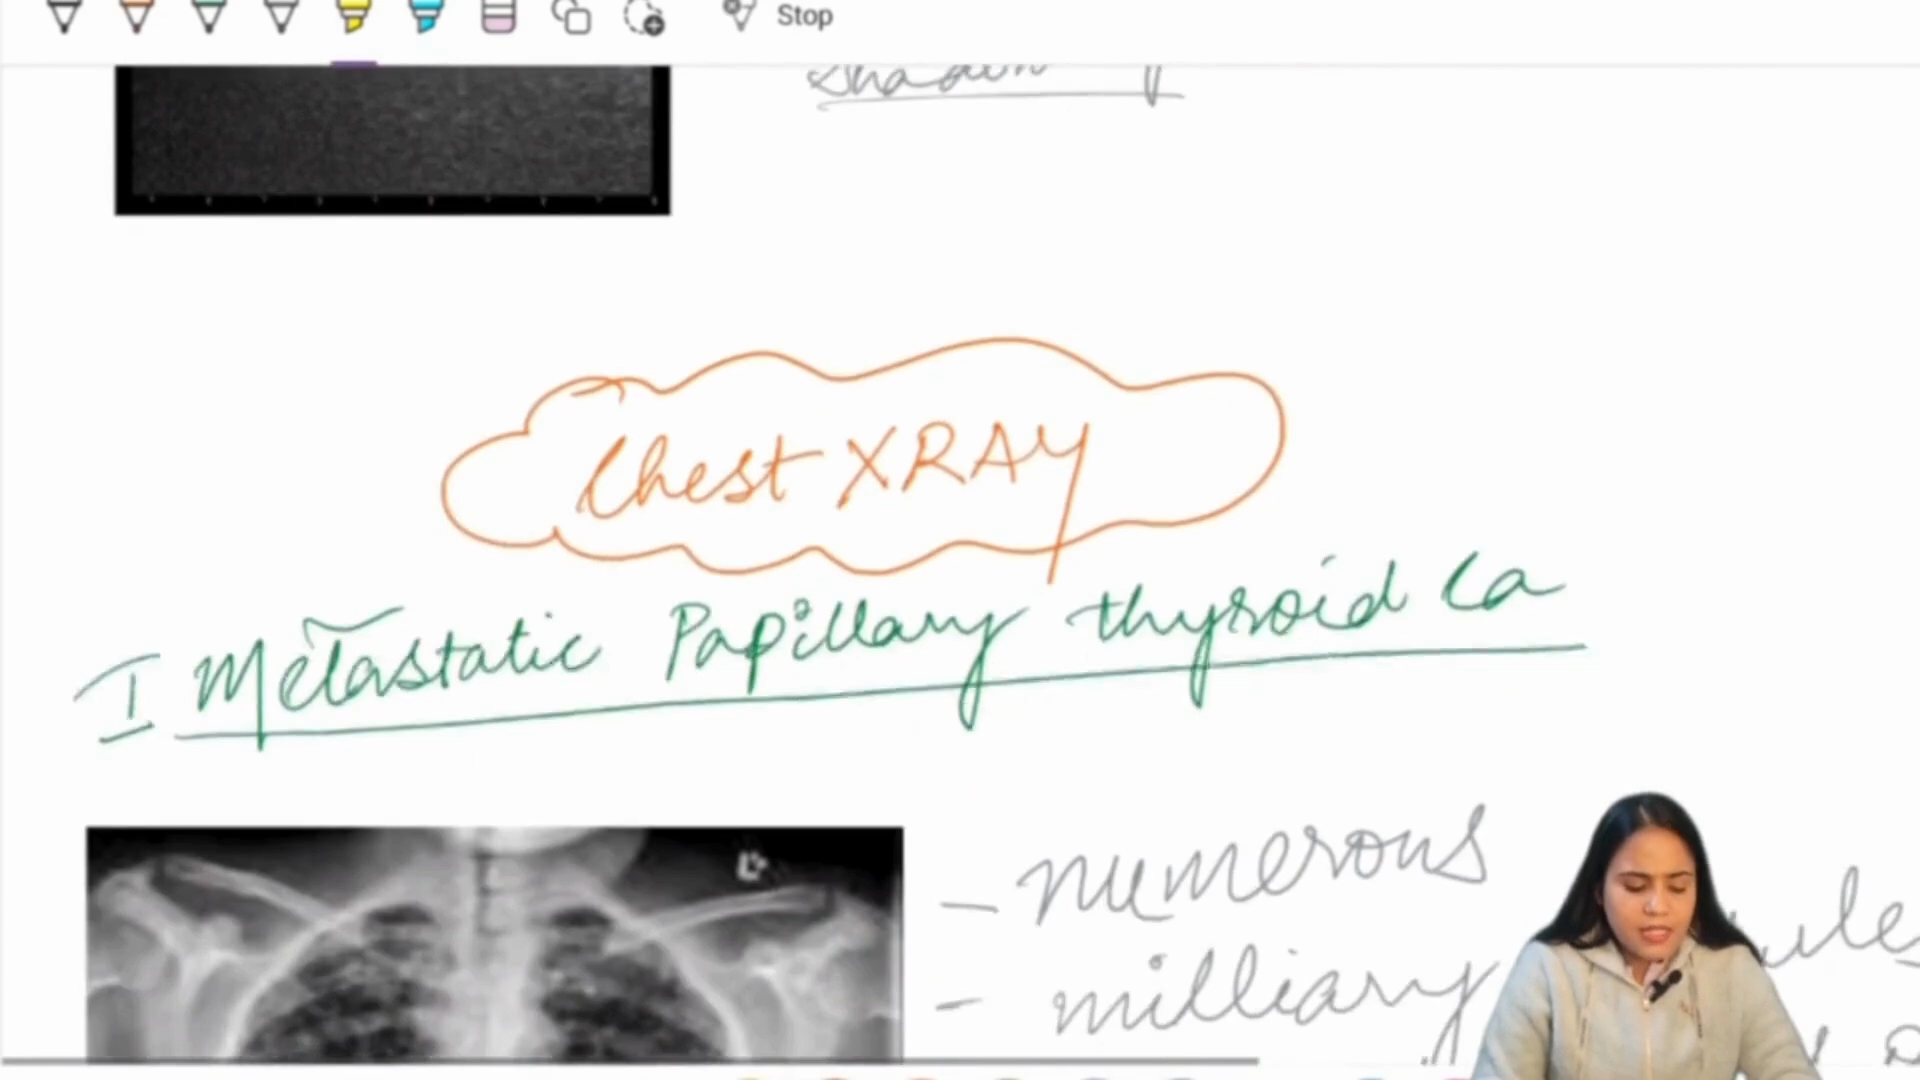 Stop
Chest XRAY
I Metastatic Papillary thyroid Ca
L
- numerous
- milliary